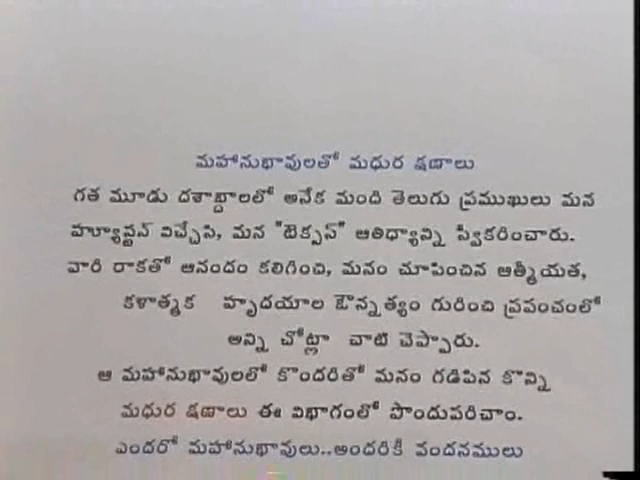 మహానుభావులతో మధుర క్షణాలు
గత మూడు దశాబ్దాలలో అనేక మంది తెలుగు ప్రముఖులు మన
హ్యూస్టన్ విచ్చేసి, మన "టెక్సస్" ఆతిధ్యాన్ని స్వీకరించారు.
వారి రాకతో ఆనందం కలిగించి, మనం చూపించిన ఆత్మీయత,
కళాత్మక హృదయాల ఔన్నత్యం గురించి ప్రపంచంలో
అన్ని చోట్లా చాటి చెప్పారు.
ఆ మహానుభావులలో కొందరితో మనం గడిపిన కొన్ని
మధుర క్షణాలు ఈ విభాగంలో పొందుపరిచాం.
ఎందరో మహానుభావులు..అందరికీ వందనములు